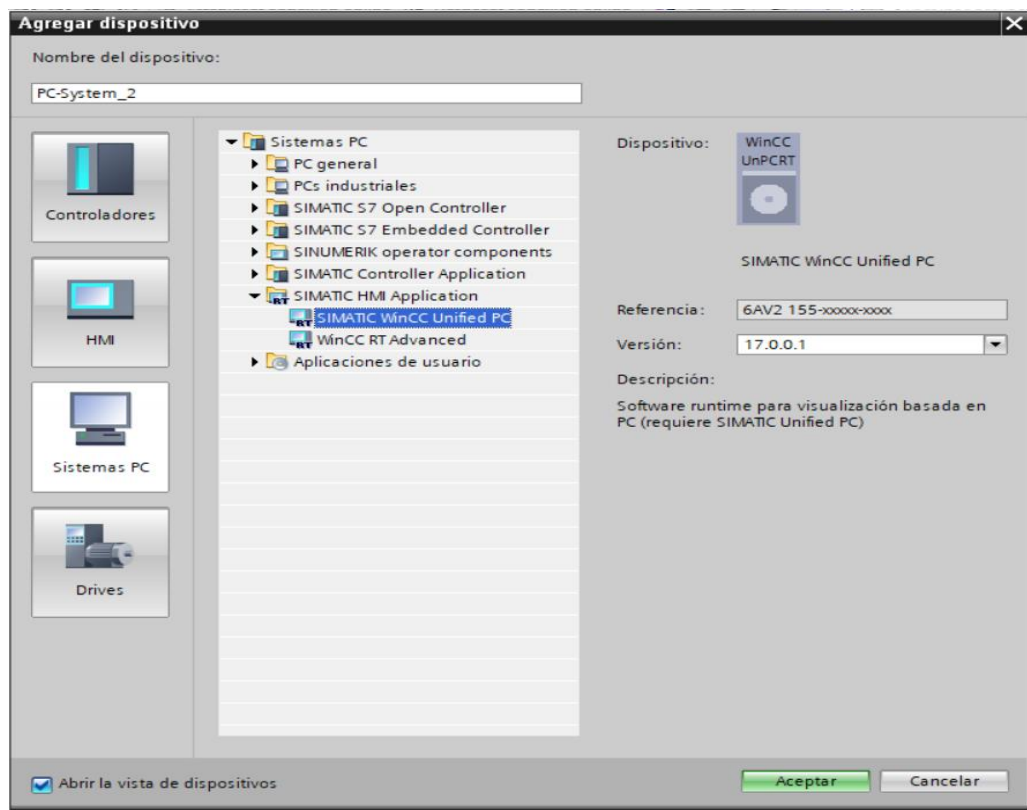 Agregar dispositivo
Nombre del dispositivo:
PC-System_2
Controladores
HMI
Sistemas PC
Drives
Sistemas PC
PC general
PCs industriales
SIMATIC S7 Open Controller
SIMATIC S7 Embedded Controller
SINUMERIK operator components
SIMATIC Controller Application
SIMATIC HMI Application
SIMATIC WinCC Unified PC
WinCC RT Advanced
Aplicaciones de usuario
Dispositivo:
WinCC
UnPCRT
SIMATIC WinCC Unified PC
Referencia: 6AV2 155-xxxxx-xxxx
Versión: 17.0.0.1
Descripción:
Software runtime para visualización basada en
PC (requiere SIMATIC Unified PC)
Abrir la vista de dispositivos
Aceptar Cancelar